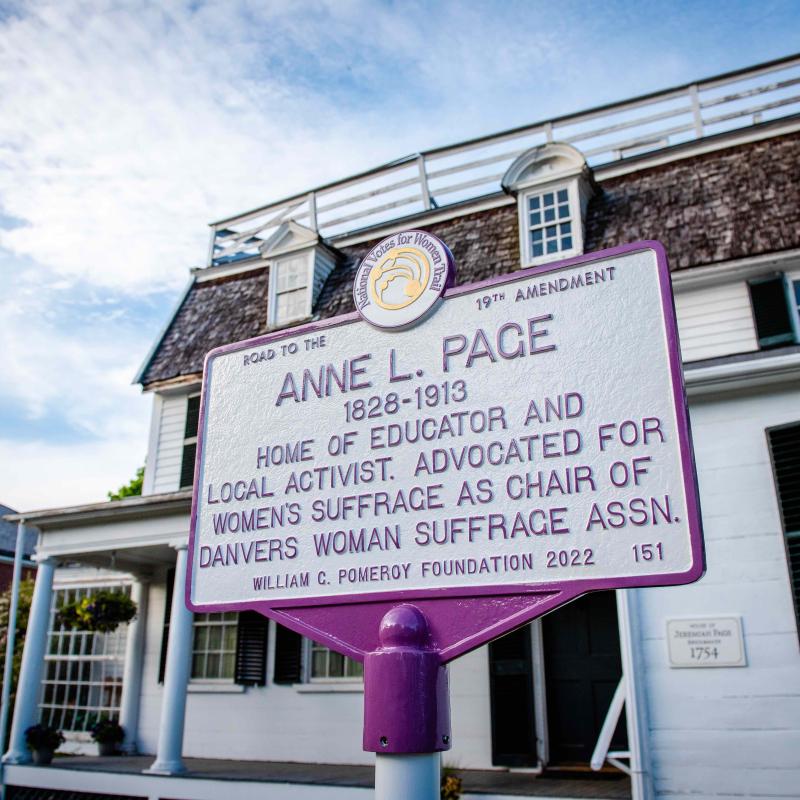 National Votes for Women Trail
ROAD TO THE 19TH AMENDMENT
ANNE L. PAGE
1828-1913
HOME OF EDUCATOR AND
LOCAL ACTIVIST. ADVOCATED FOR
WOMEN'S SUFFRAGE AS CHAIR OF
DANVERS WOMAN SUFFRAGE ASSN.
WILLIAM G. POMEROY FOUNDATION 2022 151
HOUSE OF
JEREMIAH PAGE
1754